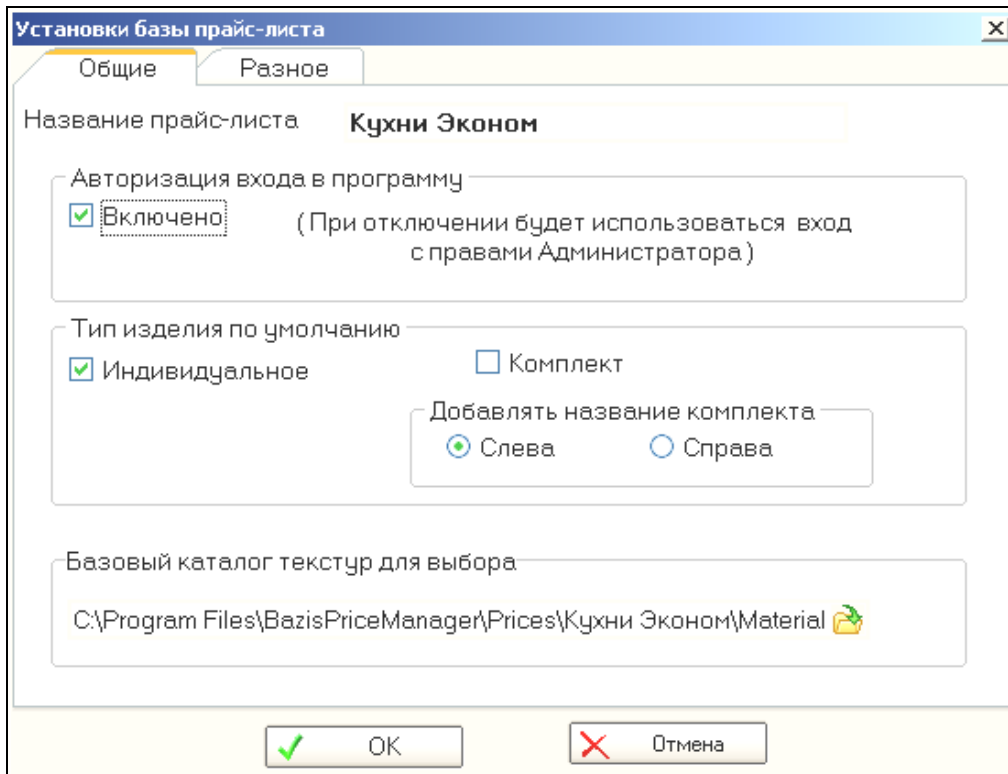 Установки базы прайс-листа
Общие Разное
Название прайс-листа Кухни Эконом
Авторизация входа в программу
Включено (При отключении будет использоваться вход
с правами Администратора)
Тип изделия по умолчанию
Индивидуальное Комплект
Добавлять название комплекта
Слева Справа
Базовый каталог текстур для выбора
C:\Program Files\BazisPriceManager\Prices\Кухни Эконом\Material
OK Отмена